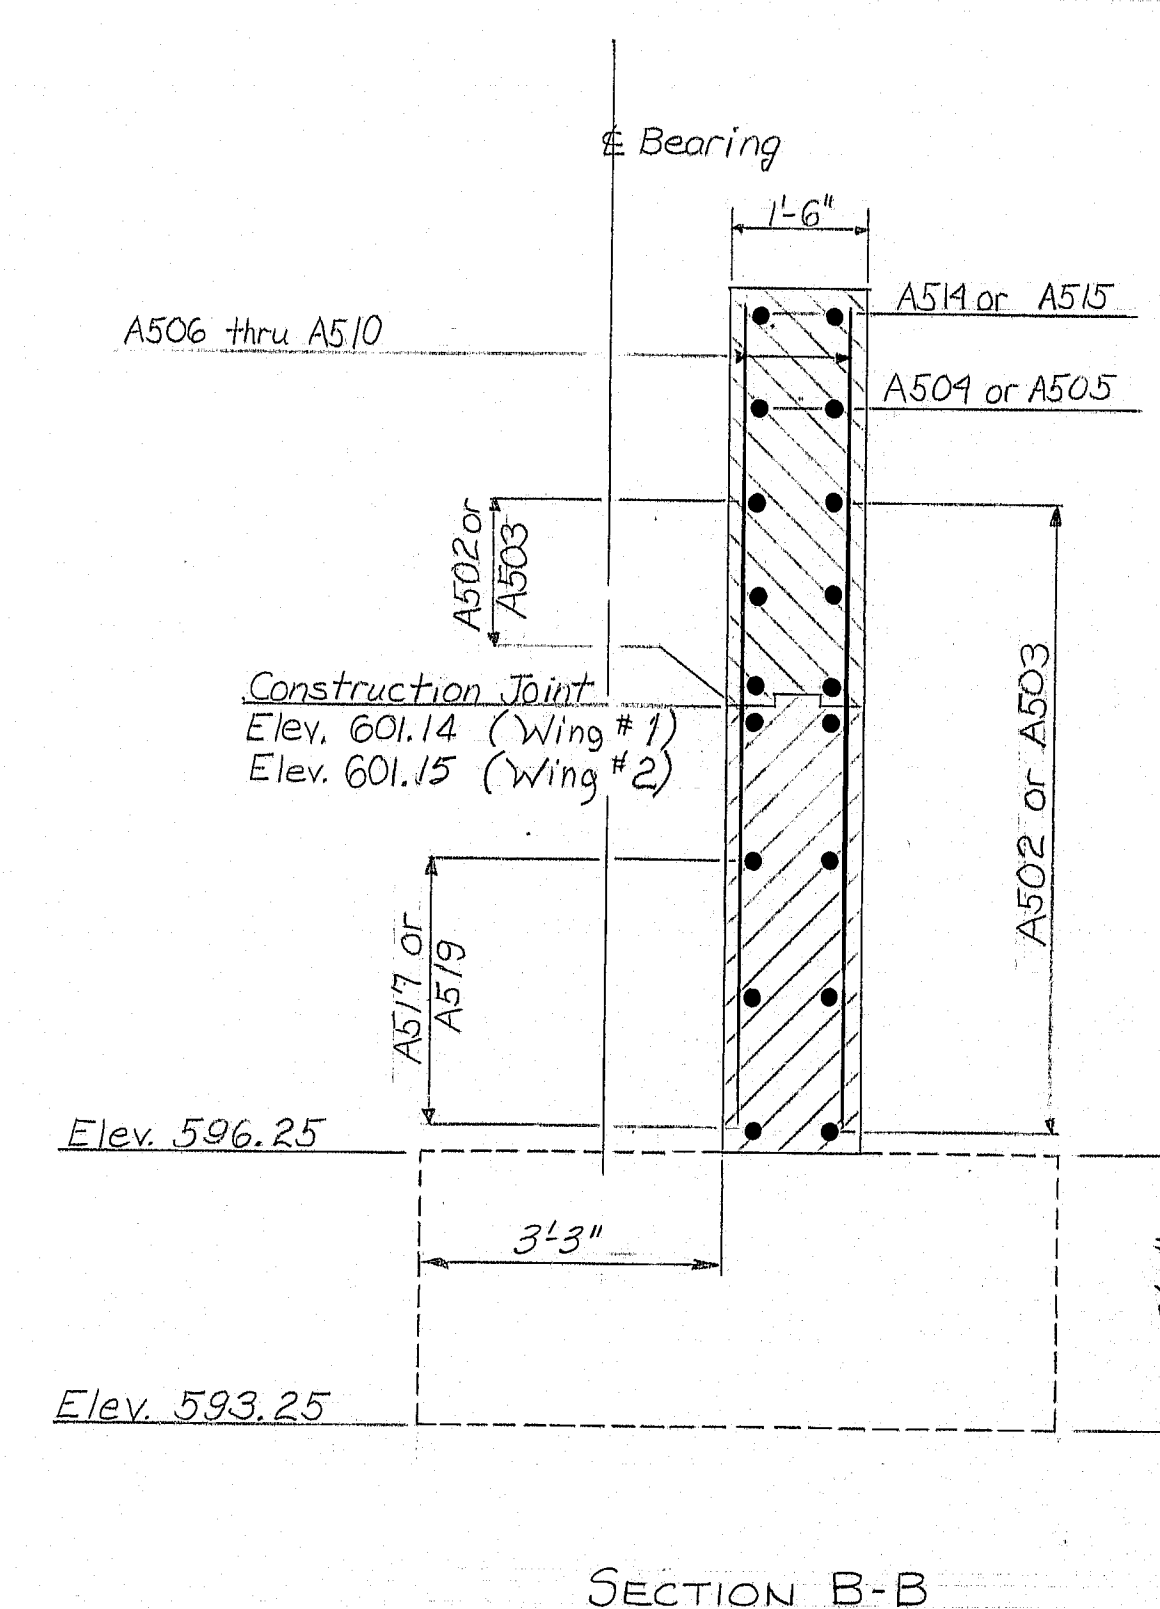 ℄ Bearing
1'-6"
A514 or A515
A506 thru A510
A504 or A505
A502 or
A503
Construction Joint
Elev. 601.14 (Wing #1)
Elev. 601.15 (Wing #2)
A502 or A503
A517 or
A519
Elev. 596.25
3'-3"
Elev. 593.25
SECTION B-B